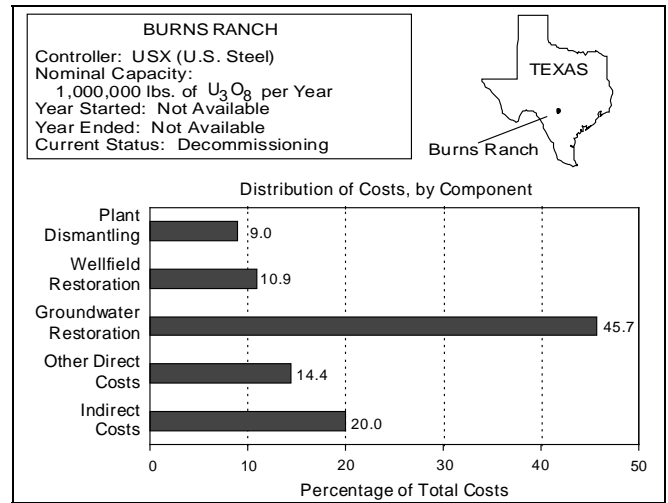 BURNS RANCH
Controller: USX (U.S. Steel)
Nominal Capacity:
1,000,000 lbs. of U3O8 per Year
Year Started: Not Available
Year Ended: Not Available
Current Status: Decommissioning
TEXAS
Burns Ranch
Distribution of Costs, by Component
Plant
Dismantling
9.0
Wellfield
Restoration
10.9
Groundwater
Restoration
45.7
Other Direct
Costs
14.4
Indirect
Costs
20.0
0 10 20 30 40 50
Percentage of Total Costs